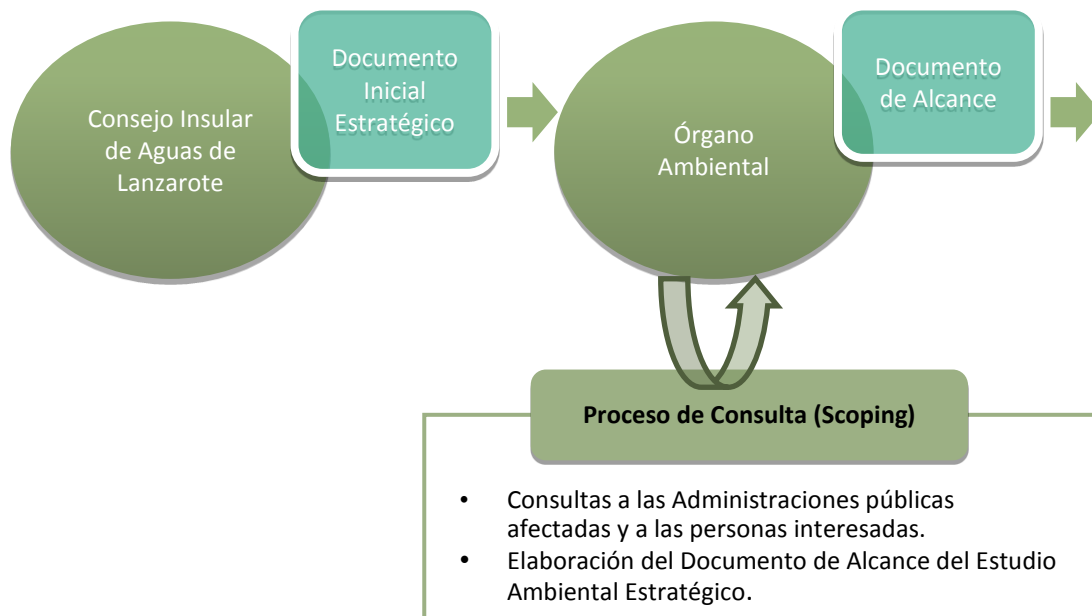 Consejo Insular
de Aguas de
Lanzarote
Documento
Inicial
Estratégico
Órgano
Ambiental
Documento
de Alcance
Proceso de Consulta (Scoping)
• Consultas a las Administraciones públicas
afectadas y a las personas interesadas.
• Elaboración del Documento de Alcance del Estudio
Ambiental Estratégico.